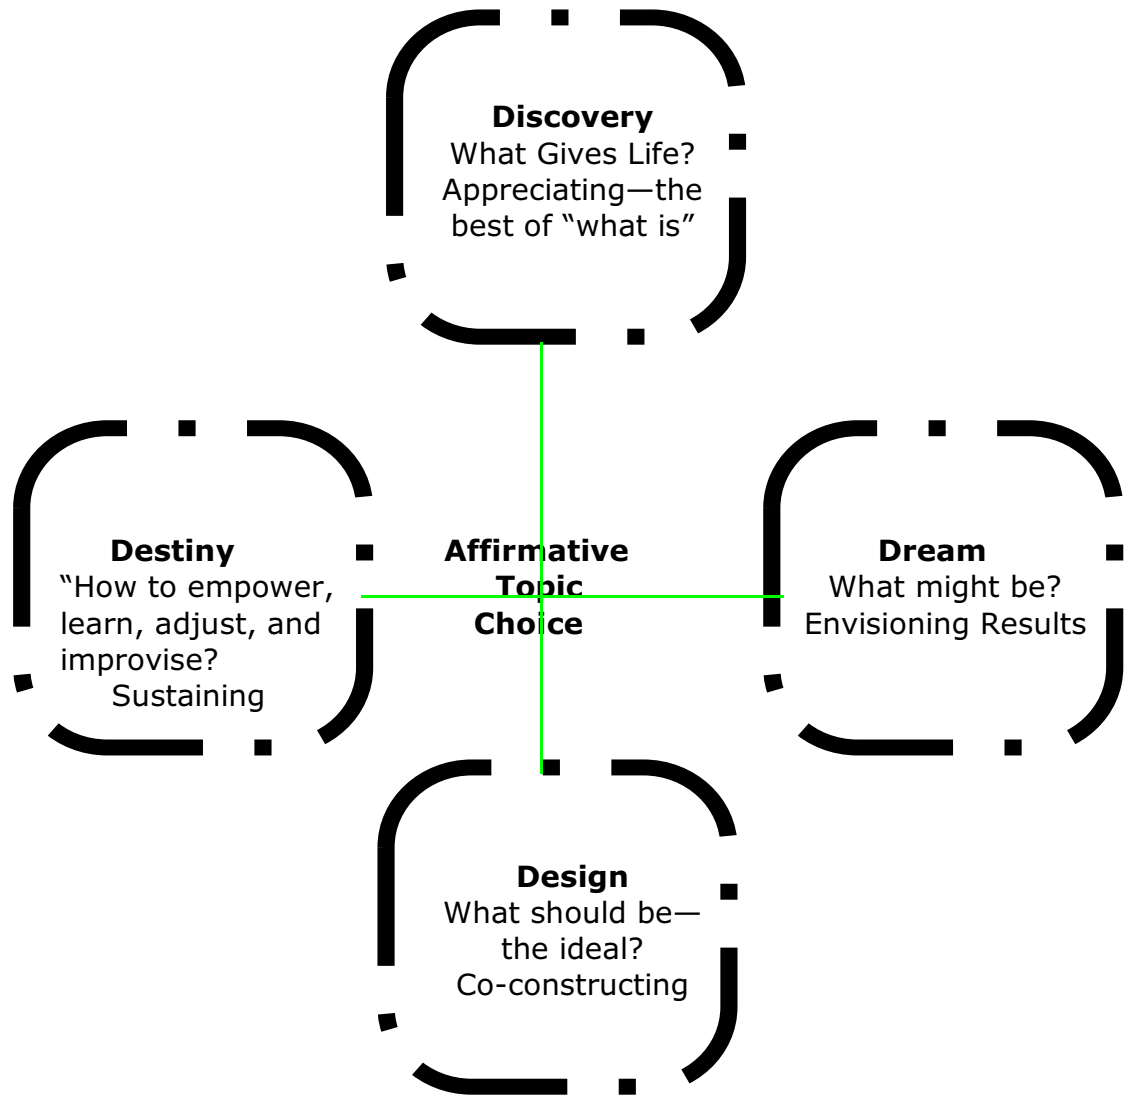 Discovery
What Gives Life?
Appreciating—the
best of “what is”
Destiny
“How to empower,
learn, adjust, and
improvise?
Sustaining
Affirmative
Topic
Choice
Dream
What might be?
Envisioning Results
Design
What should be—
the ideal?
Co-constructing